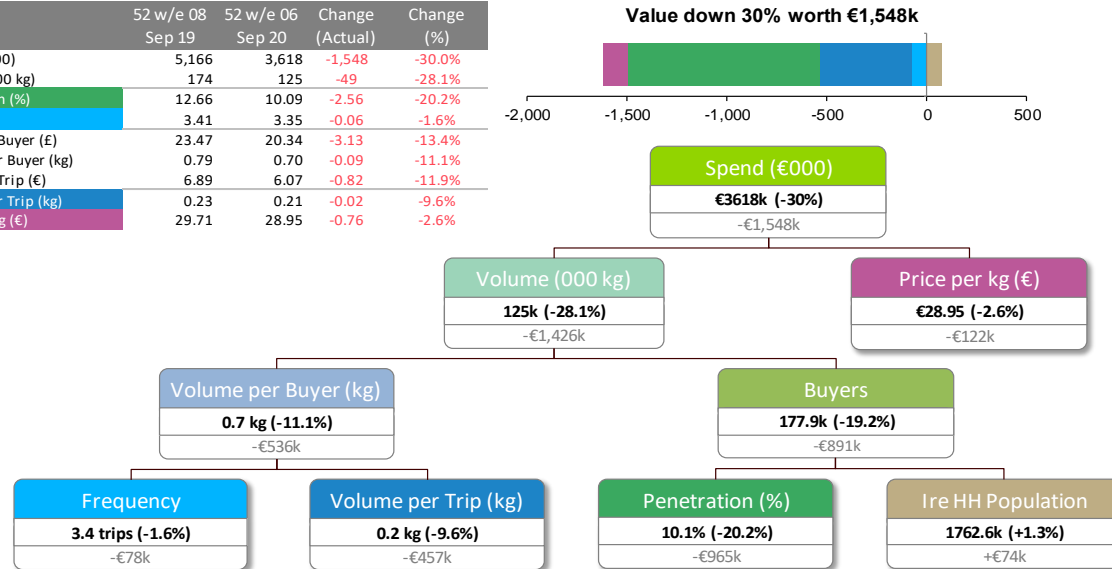 52 w/e 08 52 w/e 06 Change Change
Sep 19 Sep 20 (Actual) (%)
00) 5,166 3,618 -1,548 -30.0%
00 kg) 174 125 -49 -28.1%
n (%) 12.66 10.09 -2.56 -20.2%
3.41 3.35 -0.06 -1.6%
Buyer (£) 23.47 20.34 -3.13 -13.4%
r Buyer (kg) 0.79 0.70 -0.09 -11.1%
Trip (€) 6.89 6.07 -0.82 -11.9%
r Trip (kg) 0.23 0.21 -0.02 -9.6%
g (€) 29.71 28.95 -0.76 -2.6%
Value down 30% worth €1,548k
-2,000 -1,500 -1,000 -500 0 500
Spend (€000)
€3618k (-30%)
-€1,548k
Volume (000 kg)
125k (-28.1%)
-€1,426k
Price per kg (€)
€28.95 (-2.6%)
-€122k
Volume per Buyer (kg)
0.7 kg (-11.1%)
-€536k
Buyers
177.9k (-19.2%)
-€891k
Frequency
3.4 trips (-1.6%)
-€78k
Volume per Trip (kg)
0.2 kg (-9.6%)
-€457k
Penetration (%)
10.1% (-20.2%)
-€965k
Ire HH Population
1762.6k (+1.3%)
+€74k